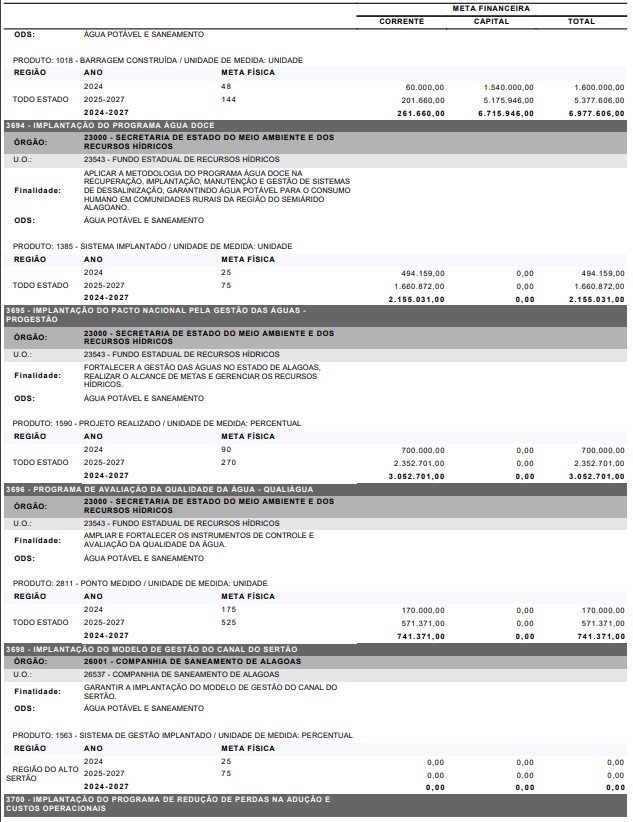 META FINANCEIRA
CORRENTE CAPITAL TOTAL
ODS: ÁGUA POTÁVEL E SANEAMENTO
PRODUTO: 1018 - BARRAGEM CONSTRUÍDA / UNIDADE DE MEDIDA: UNIDADE
REGIÃO ANO META FÍSICA
2024 48 60.000,00 1.540.000,00 1.600.000,00
TODO ESTADO 2025-2027 144 201.660,00 5.175.946,00 5.377.606,00
2024-2027 261.660,00 6.715.946,00 6.977.606,00
3694 - IMPLANTAÇÃO DO PROGRAMA ÁGUA DOCE
ÓRGÃO: 23000 - SECRETARIA DE ESTADO DO MEIO AMBIENTE E DOS
RECURSOS HÍDRICOS
U.O.: 23543 - FUNDO ESTADUAL DE RECURSOS HÍDRICOS
APLICAR A METODOLOGIA DO PROGRAMA ÁGUA DOCE NA
RECUPERAÇÃO, IMPLANTAÇÃO, MANUTENÇÃO E GESTÃO DE SISTEMAS
Finalidade: DE DESSALINIZAÇÃO, GARANTINDO ÁGUA POTÁVEL PARA O CONSUMO
HUMANO EM COMUNIDADES RURAIS DA REGIÃO DO SEMIÁRIDO
ALAGOANO.
ODS: ÁGUA POTÁVEL E SANEAMENTO
PRODUTO: 1385 - SISTEMA IMPLANTADO / UNIDADE DE MEDIDA: UNIDADE
REGIÃO ANO META FÍSICA
2024 25 494.159,00 0,00 494.159,00
TODO ESTADO 2025-2027 75 1.660.872,00 0,00 1.660.872,00
2024-2027 2.155.031,00 0,00 2.155.031,00
3695 - IMPLANTAÇÃO DO PACTO NACIONAL PELA GESTÃO DAS ÁGUAS -
PROGESTÃO
ÓRGÃO: 23000 - SECRETARIA DE ESTADO DO MEIO AMBIENTE E DOS
RECURSOS HÍDRICOS
U.O.: 23543 - FUNDO ESTADUAL DE RECURSOS HÍDRICOS
FORTALECER A GESTÃO DAS ÁGUAS NO ESTADO DE ALAGOAS,
Finalidade: REALIZAR O ALCANCE DE METAS E GERENCIAR OS RECURSOS
HÍDRICOS.
ODS: ÁGUA POTÁVEL E SANEAMENTO
PRODUTO: 1590 - PROJETO REALIZADO / UNIDADE DE MEDIDA: PERCENTUAL
REGIÃO ANO META FÍSICA
2024 90 700.000,00 0,00 700.000,00
TODO ESTADO 2025-2027 270 2.352.701,00 0,00 2.352.701,00
2024-2027 3.052.701,00 0,00 3.052.701,00
3696 - PROGRAMA DE AVALIAÇÃO DA QUALIDADE DA ÁGUA - QUALIÁGUA
ÓRGÃO: 23000 - SECRETARIA DE ESTADO DO MEIO AMBIENTE E DOS
RECURSOS HÍDRICOS
U.O.: 23543 - FUNDO ESTADUAL DE RECURSOS HÍDRICOS
Finalidade: AMPLIAR E FORTALECER OS INSTRUMENTOS DE CONTROLE E
AVALIAÇÃO DA QUALIDADE DA ÁGUA.
ODS: ÁGUA POTÁVEL E SANEAMENTO
PRODUTO: 2811 - PONTO MEDIDO / UNIDADE DE MEDIDA: UNIDADE
REGIÃO ANO META FÍSICA
2024 175 170.000,00 0,00 170.000,00
TODO ESTADO 2025-2027 525 571.371,00 0,00 571.371,00
2024-2027 741.371,00 0,00 741.371,00
3698 - IMPLANTAÇÃO DO MODELO DE GESTÃO DO CANAL DO SERTÃO
ÓRGÃO: 26001 - COMPANHIA DE SANEAMENTO DE ALAGOAS
U.O.: 26537 - COMPANHIA DE SANEAMENTO DE ALAGOAS
Finalidade: GARANTIR A IMPLANTAÇÃO DO MODELO DE GESTÃO DO CANAL DO
SERTÃO.
ODS: ÁGUA POTÁVEL E SANEAMENTO
PRODUTO: 1563 - SISTEMA DE GESTÃO IMPLANTADO / UNIDADE DE MEDIDA: PERCENTUAL
REGIÃO ANO META FÍSICA
2024 25 0,00 0,00 0,00
REGIÃO DO ALTO SERTÃO 2025-2027 75 0,00 0,00 0,00
2024-2027 0,00 0,00 0,00
3700 - IMPLANTAÇÃO DO PROGRAMA DE REDUÇÃO DE PERDAS NA ADUÇÃO E
CUSTOS OPERACIONAIS